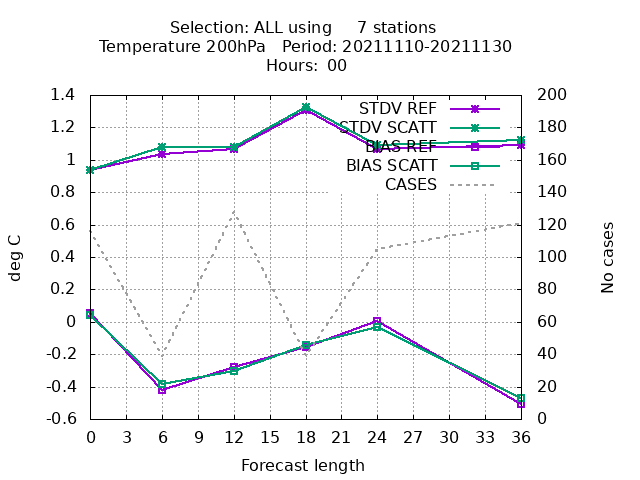 Selection: ALL using     7 stations
Temperature 200hPa   Period: 20211110-20211130
Hours:  00
1.4
1.2
1
0.8
0.6
0.4
0.2
0
-0.2
-0.4
-0.6
deg C
STDV REF
STDV SCATT
BIAS REF
BIAS SCATT
CASES
200
180
160
140
120
100
80
60
40
20
0
No cases
0 3 6 9 12 15 18 21 24 27 30 33 36
Forecast length